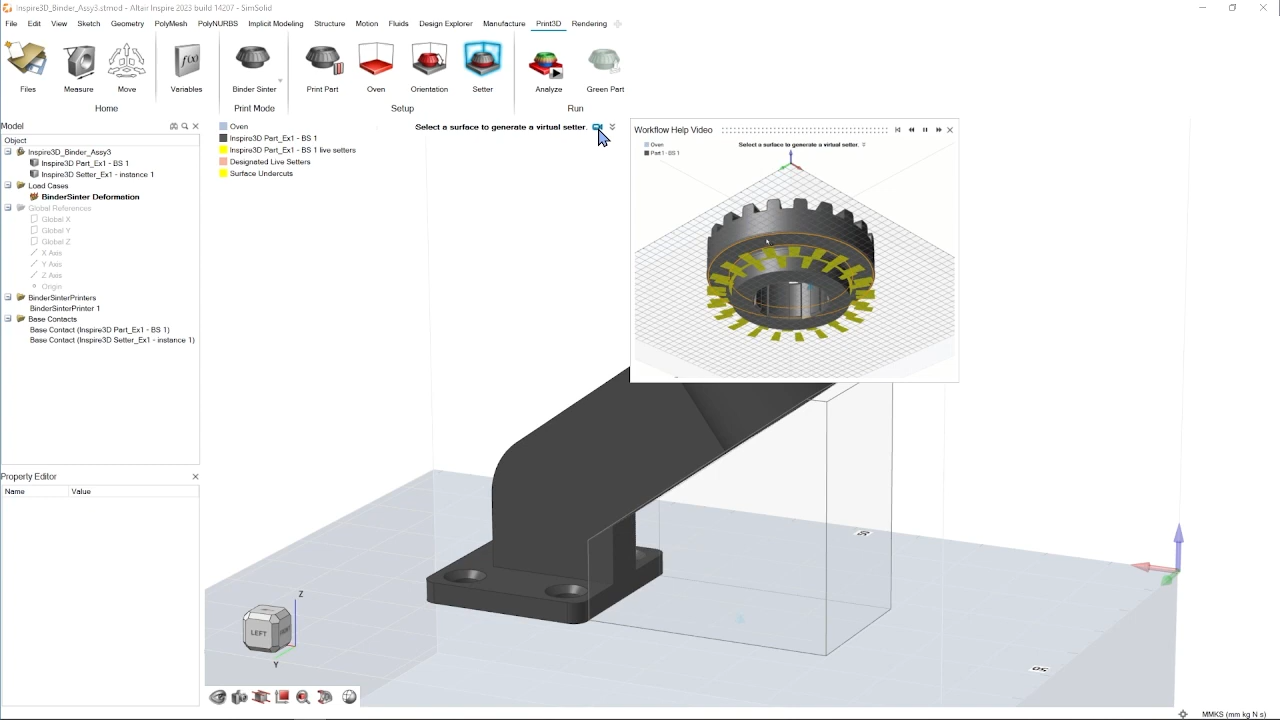 Inspire3D_Binder_Assy3.stmod - Altair Inspire 2023 build 14207 - SimSolid
File Edit View Sketch Geometry PolyMesh PolyNURBS Implicit Modeling Structure Motion Fluids Design Explorer Manufacture Print3D Rendering
f(x)
Files Measure Move Variables Binder Sinter Print Part Oven Orientation Setter Analyze Green Part
Home Print Mode Setup Run
Model
Object
Inspire3D_Binder_Assy3
Inspire3D Part_Ex1 - BS 1
Inspire3D Setter_Ex1 - instance 1
Load Cases
BinderSinter Deformation
Global References
Global X
Global Y
Global Z
X Axis
Y Axis
Z Axis
Origin
BinderSinterPrinters
BinderSinterPrinter 1
Base Contacts
Base Contact (Inspire3D Part_Ex1 - BS 1)
Base Contact (Inspire3D Setter_Ex1 - instance 1)
Property Editor
Name Value
Oven
Inspire3D Part_Ex1 - BS 1
Inspire3D Part_Ex1 - BS 1 live setters
Designated Live Setters
Surface Undercuts
Select a surface to generate a virtual setter.
Workflow Help Video
Oven
Part 1 - BS 1
Select a surface to generate a virtual setter.
50
50
LEFT
Z
Y
MMKS (mm kg N s)